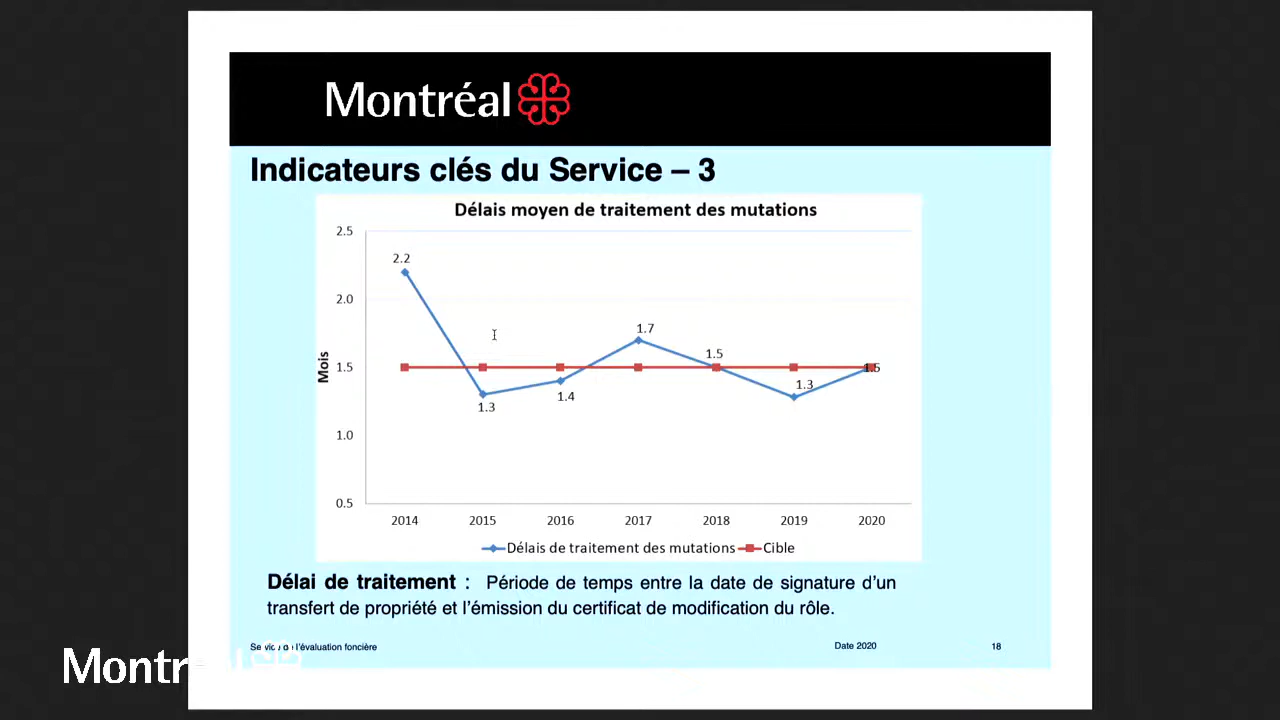 Montréal
Indicateurs clés du Service – 3
Délais moyen de traitement des mutations
2.5
2.2
2.0
1.7
1.5
Mois
1.5
1.5
1.3
1.4
1.3
1.0
0.5
2014 2015 2016 2017 2018 2019 2020
Délais de traitement des mutations Cible
Délai de traitement : Période de temps entre la date de signature d’un
transfert de propriété et l’émission du certificat de modification du rôle.
Service de l’évaluation foncière Date 2020 18
Montréal